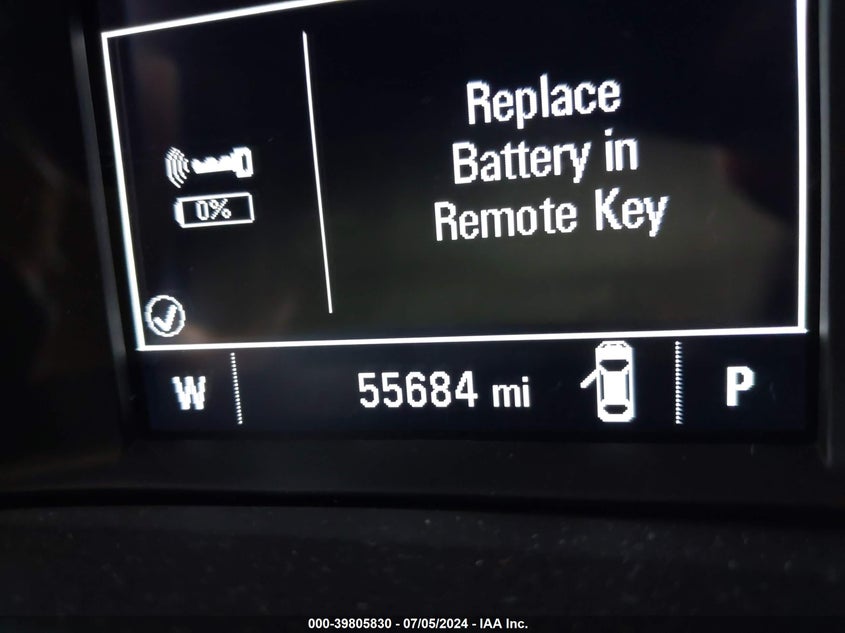 Replace
Battery in
Remote Key
0%
W 55684 mi P
000-39805830 - 07/05/2024 - IAA Inc.